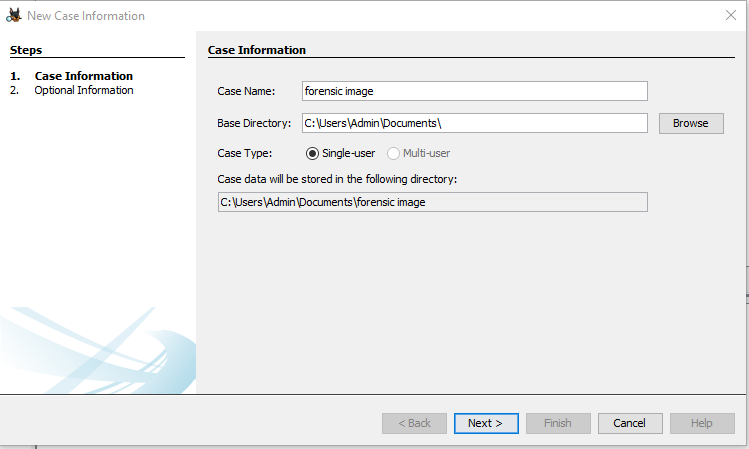 New Case Information
Steps
1. Case Information
2. Optional Information
Case Information
Case Name: forensic image
Base Directory: C:\Users\Admin\Documents\ Browse
Case Type: Single-user Multi-user
Case data will be stored in the following directory:
C:\Users\Admin\Documents\forensic image
< Back Next > Finish Cancel Help